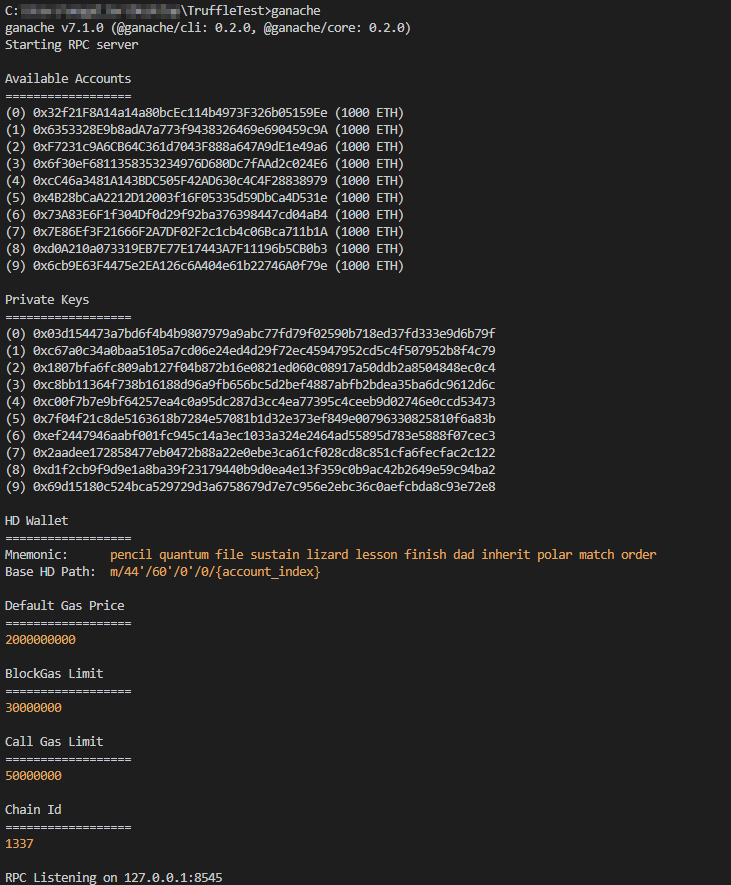 C:\TruffleTest>ganache
ganache v7.1.0 (@ganache/cli: 0.2.0, @ganache/core: 0.2.0)
Starting RPC server
Available Accounts
==================
(0) 0x32f21F8A14a14a80bcEc114b4973F326b05159Ee (1000 ETH)
(1) 0x6353328E9b8adA7a773f9438326469e690459c9A (1000 ETH)
(2) 0xF7231c9A6CB64C361d7043F888a647A9dE1e49a6 (1000 ETH)
(3) 0x6f30eF6811358353234976D680Dc7fAAd2c024E6 (1000 ETH)
(4) 0xcC46a3481A143BDC505F42AD630c4C4F28838979 (1000 ETH)
(5) 0x4B28bCaA2212D12003f16F05335d59DbCa4D531e (1000 ETH)
(6) 0x73A83E6F1f304Df0d29f92ba376398447cd04aB4 (1000 ETH)
(7) 0x7E86Ef3F21666F2A7DF02F2c1cb4c06Bca711b1A (1000 ETH)
(8) 0xd0A210a073319EB7E77E17443A7F11196b5CB0b3 (1000 ETH)
(9) 0x6cb9E63F4475e2EA126c6A404e61b22746A0f79e (1000 ETH)
Private Keys
==================
(0) 0x03d154473a7bd6f4b4b9807979a9abc77fd79f02590b718ed37fd333e9d6b79f
(1) 0xc67a0c34a0baa5105a7cd06e24ed4d29f72ec45947952cd5c4f507952b8f4c79
(2) 0x1807bfa6fc809ab127f04b872b16e0821ed060c08917a50ddb2a8504848ec0c4
(3) 0xc8bb11364f738b16188d96a9fb656bc5d2bef4887abfb2bdea35ba6dc9612d6c
(4) 0xc00f7b7e9bf64257ea4c0a95dc287d3cc4ea77395c4ceeb9d02746e0ccd53473
(5) 0x7f04f21c8de5163618b7284e57081b1d32e373ef849e00796330825810f6a83b
(6) 0xef2447946aabf001fc945c14a3ec1033a324e2464ad55895d783e5888f07cec3
(7) 0x2aadee172858477eb0472b88a22e0ebe3ca61cf028cd8c851cfa6fecfac2c122
(8) 0xd1f2cb9f9d9e1a8ba39f23179440b9d0ea4e13f359c0b9ac42b2649e59c94ba2
(9) 0x69d15180c524bca529729d3a6758679d7e7c956e2ebc36c0aefcbda8c93e72e8
HD Wallet
==================
Mnemonic:      pencil quantum file sustain lizard lesson finish dad inherit polar match order
Base HD Path:  m/44'/60'/0'/0/{account_index}
Default Gas Price
==================
2000000000
BlockGas Limit
==================
30000000
Call Gas Limit
==================
50000000
Chain Id
==================
1337
RPC Listening on 127.0.0.1:8545